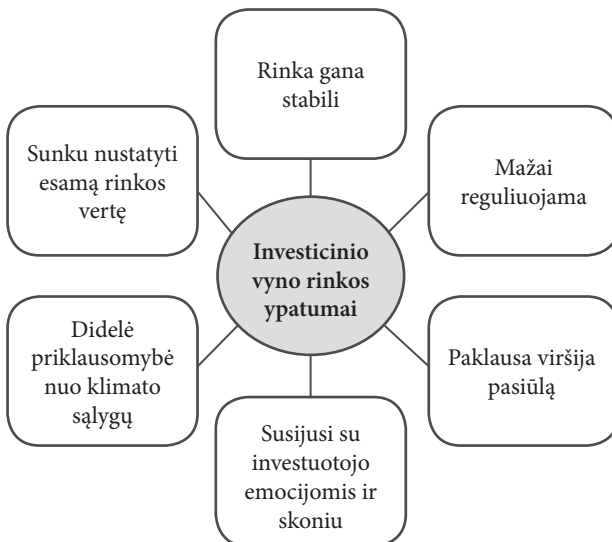 Rinka gana
stabili
Sunku nustatyti
esamą rinkos
vertę
Mažai
reguliuojama
Investicinio
vyno rinkos
ypatumai
Didelė
priklausomybė
nuo klimato
sąlygų
Paklausa viršija
pasiūlą
Susijusi su
investuotojo
emocijomis ir
skoniu